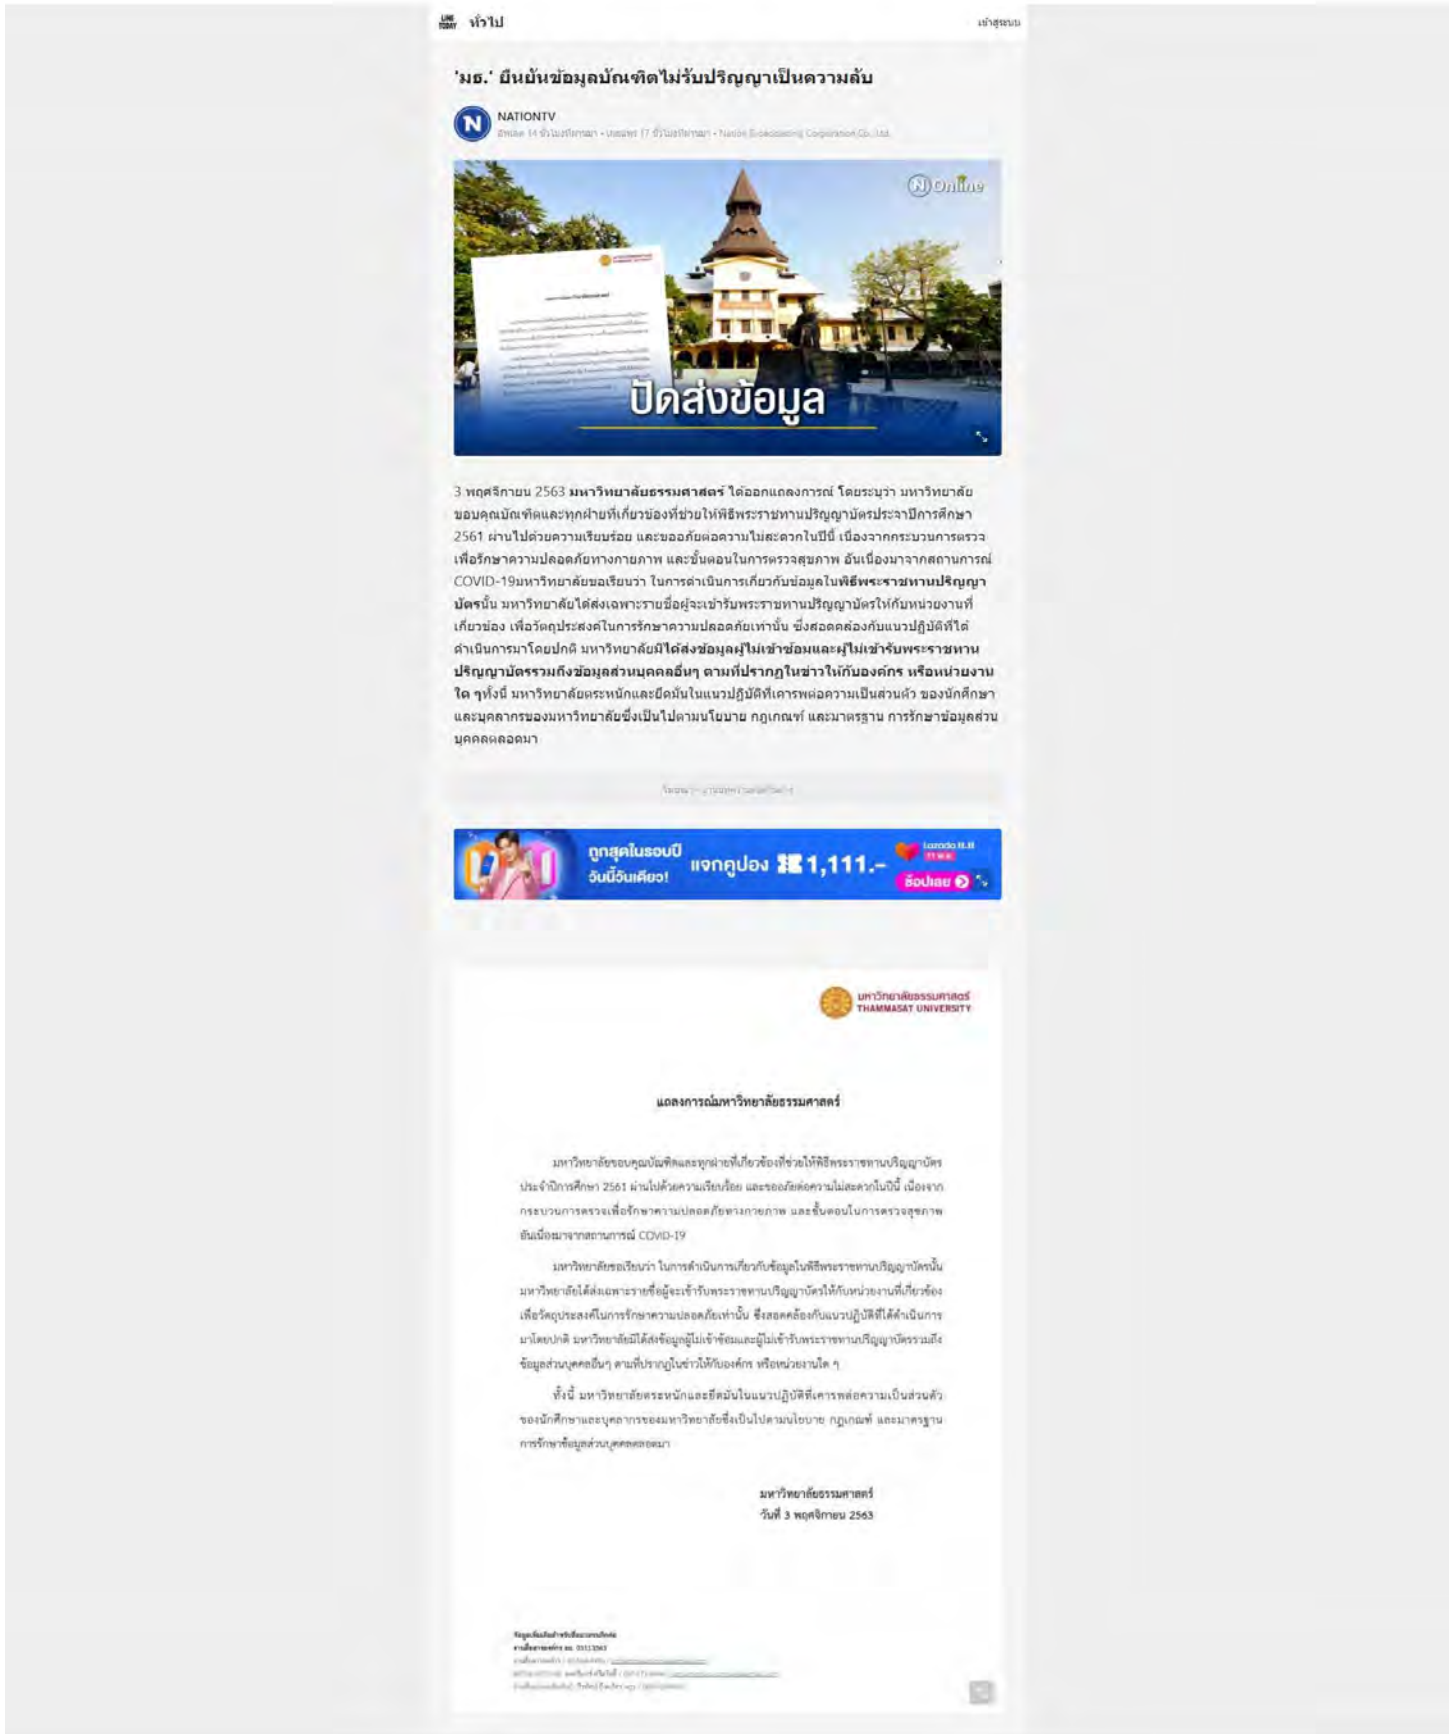 LINE TODAY ทั่วไป
เข้าสู่ระบบ
'มธ.' ยืนยันข้อมูลบัณฑิตไม่รับปริญญาเป็นความลับ
N NATIONTV
อัพเดต 14 ชั่วโมงที่ผ่านมา • เผยแพร่ 17 ชั่วโมงที่ผ่านมา • Nation Broadcasting Corporation Co., Ltd.
N Online
ปัดส่งข้อมูล
3 พฤศจิกายน 2563 มหาวิทยาลัยธรรมศาสตร์ ได้ออกแถลงการณ์ โดยระบุว่า มหาวิทยาลัย
ขอบคุณบัณฑิตและทุกฝ่ายที่เกี่ยวข้องที่ช่วยให้พิธีพระราชทานปริญญาบัตรประจำปีการศึกษา
2561 ผ่านไปด้วยความเรียบร้อย และขออภัยต่อความไม่สะดวกในปีนี้ เนื่องจากกระบวนการตรวจ
เพื่อรักษาความปลอดภัยทางกายภาพ และขั้นตอนในการตรวจสุขภาพ อันเนื่องมาจากสถานการณ์
COVID-19มหาวิทยาลัยขอเรียนว่า ในการดำเนินการเกี่ยวกับข้อมูลในพิธีพระราชทานปริญญา
บัตรนั้น มหาวิทยาลัยได้ส่งเฉพาะรายชื่อผู้จะเข้ารับพระราชทานปริญญาบัตรให้กับหน่วยงานที่
เกี่ยวข้อง เพื่อวัตถุประสงค์ในการรักษาความปลอดภัยเท่านั้น ซึ่งสอดคล้องกับแนวปฏิบัติที่ได้
ดำเนินการมาโดยปกติ มหาวิทยาลัยมิได้ส่งข้อมูลผู้ไม่เข้าซ้อมและผู้ไม่เข้ารับพระราชทาน
ปริญญาบัตรรวมถึงข้อมูลส่วนบุคคลอื่นๆ ตามที่ปรากฏในข่าวให้กับองค์กร หรือหน่วยงาน
ใด ๆทั้งนี้ มหาวิทยาลัยตระหนักและยึดมั่นในแนวปฏิบัติที่เคารพต่อความเป็นส่วนตัว ของนักศึกษา
และบุคลากรของมหาวิทยาลัยซึ่งเป็นไปตามนโยบาย กฎเกณฑ์ และมาตรฐาน การรักษาข้อมูลส่วน
บุคคลตลอดมา
ถูกสุดในรอบปี
วันนี้วันเดียว!
แจกคูปอง 1,111.-
Lazada 11.11
11 พ.ย.
ช้อปเลย
มหาวิทยาลัยธรรมศาสตร์
THAMMASAT UNIVERSITY
แถลงการณ์มหาวิทยาลัยธรรมศาสตร์
มหาวิทยาลัยขอบคุณบัณฑิตและทุกฝ่ายที่เกี่ยวข้องที่ช่วยให้พิธีพระราชทานปริญญาบัตร
ประจำปีการศึกษา 2561 ผ่านไปด้วยความเรียบร้อย และขออภัยต่อความไม่สะดวกในปีนี้ เนื่องจาก
กระบวนการตรวจเพื่อรักษาความปลอดภัยทางกายภาพ และขั้นตอนในการตรวจสุขภาพ
อันเนื่องมาจากสถานการณ์ COVID-19
มหาวิทยาลัยขอเรียนว่า ในการดำเนินการเกี่ยวกับข้อมูลในพิธีพระราชทานปริญญาบัตรนั้น
มหาวิทยาลัยได้ส่งเฉพาะรายชื่อผู้จะเข้ารับพระราชทานปริญญาบัตรให้กับหน่วยงานที่เกี่ยวข้อง
เพื่อวัตถุประสงค์ในการรักษาความปลอดภัยเท่านั้น ซึ่งสอดคล้องกับแนวปฏิบัติที่ได้ดำเนินการ
มาโดยปกติ มหาวิทยาลัยมิได้ส่งข้อมูลผู้ไม่เข้าซ้อมและผู้ไม่เข้ารับพระราชทานปริญญาบัตรรวมถึง
ข้อมูลส่วนบุคคลอื่นๆ ตามที่ปรากฏในข่าวให้กับองค์กร หรือหน่วยงานใด ๆ
ทั้งนี้ มหาวิทยาลัยตระหนักและยึดมั่นในแนวปฏิบัติที่เคารพต่อความเป็นส่วนตัว
ของนักศึกษาและบุคลากรของมหาวิทยาลัยซึ่งเป็นไปตามนโยบาย กฎเกณฑ์ และมาตรฐาน
การรักษาข้อมูลส่วนบุคคลตลอดมา
มหาวิทยาลัยธรรมศาสตร์
วันที่ 3 พฤศจิกายน 2563